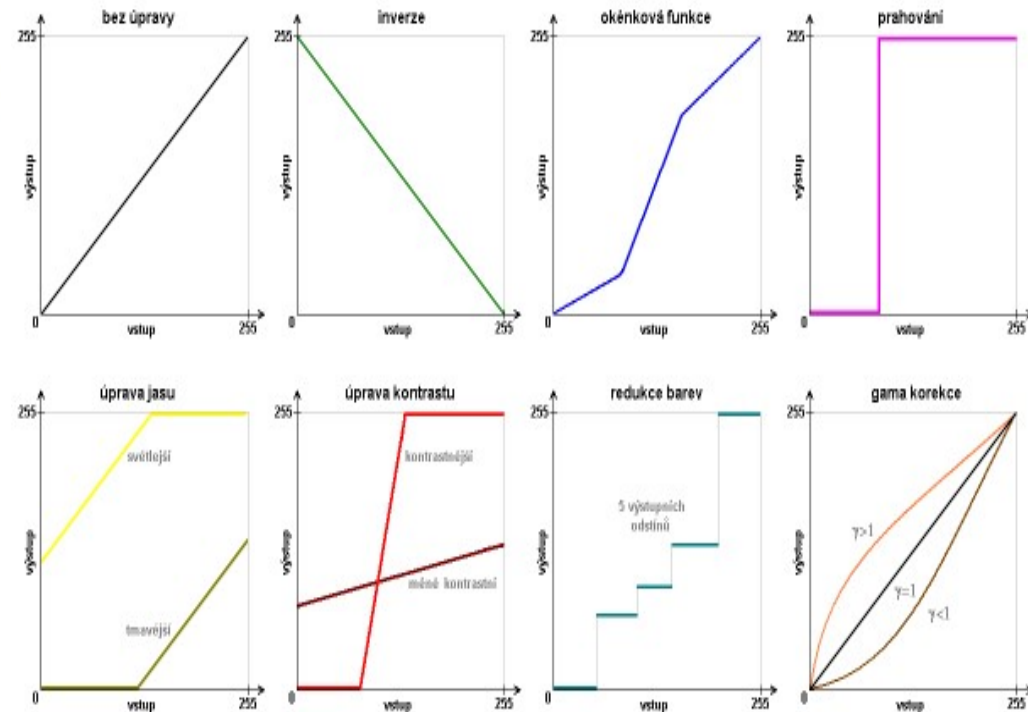 bez úpravy
255
výstup
0
vstup
255
inverze
255
výstup
0
vstup
255
okénková funkce
255
výstup
0
vstup
255
prahování
255
výstup
0
vstup
255
úprava jasu
255
světlejší
výstup
tmavější
0
vstup
255
úprava kontrastu
255
kontrastnější
výstup
méně kontrastní
0
vstup
255
redukce barev
255
5 výstupních
odstínů
výstup
0
vstup
255
gama korekce
255
γ>1
výstup
γ=1
γ<1
0
vstup
255